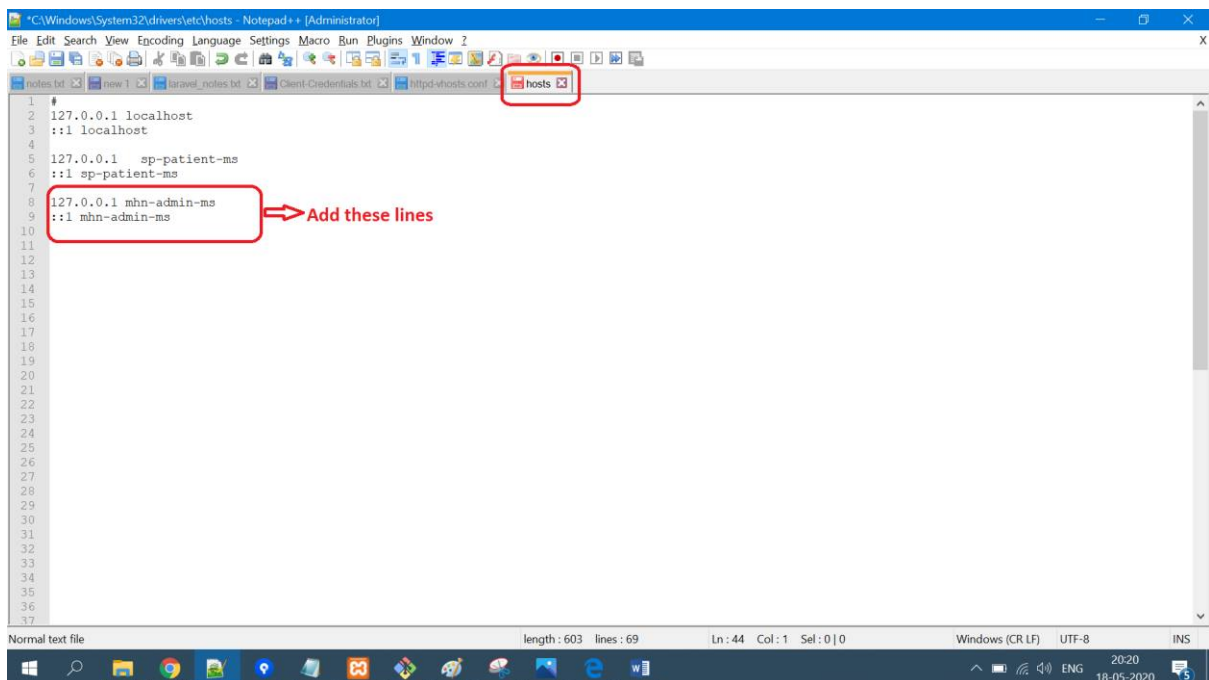 *C:\Windows\System32\drivers\etc\hosts - Notepad++ [Administrator]
File Edit Search View Encoding Language Settings Macro Run Plugins Window ? X
notes.txt new 1 laravel_notes.txt Client-Credentials.txt httpd-vhosts.conf hosts
1 #
2 127.0.0.1 localhost
3 ::1 localhost
4
5 127.0.0.1 sp-patient-ms
6 ::1 sp-patient-ms
7
8 127.0.0.1 mhn-admin-ms
9 ::1 mhn-admin-ms
Add these lines
10
11
12
13
14
15
16
17
18
19
20
21
22
23
24
25
26
27
28
29
30
31
32
33
34
35
36
37
Normal text file length : 603 lines : 69 Ln : 44 Col : 1 Sel : 0 | 0 Windows (CR LF) UTF-8 INS
ENG 20:20
18-05-2020 5